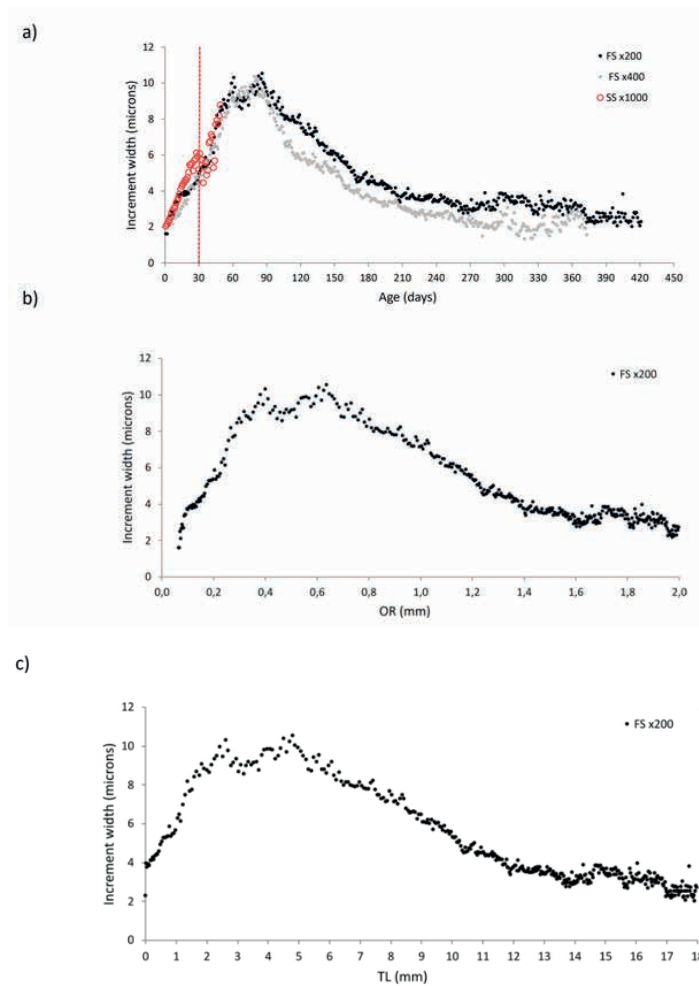 a)
12
10
8
6
4
2
0
Increment width (microns)
FS x200
FS x400
SS x1000
0 30 60 90 120 150 180 210 240 270 300 330 360 390 420 450
Age (days)
b)
12
10
8
6
4
2
0
Increment width (microns)
FS x200
0,0 0,2 0,4 0,6 0,8 1,0 1,2 1,4 1,6 1,8 2,0
OR (mm)
c)
12
10
8
6
4
2
0
Increment width (microns)
FS x200
0 1 2 3 4 5 6 7 8 9 10 11 12 13 14 15 16 17 18
TL (mm)